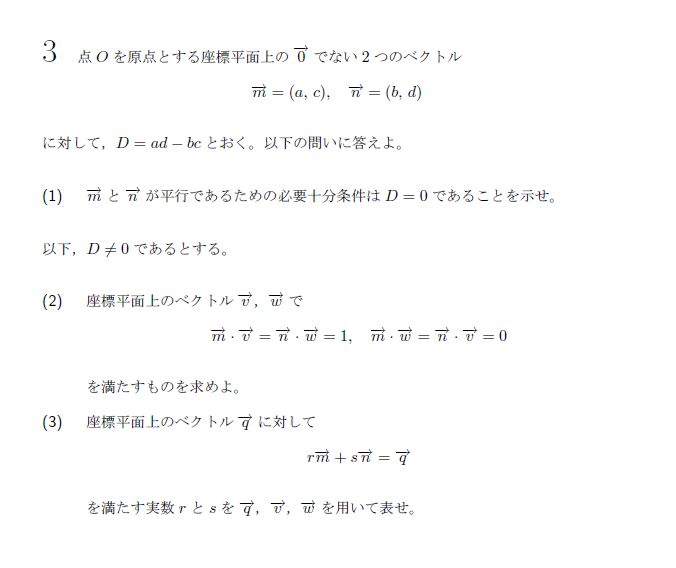 3 点 O を原点とする座標平面上の $\overrightarrow{0}$ でない 2 つのベクトル
$\overrightarrow{m} = (a, c), \quad \overrightarrow{n} = (b, d)$
に対して，D = ad − bc とおく。以下の問いに答えよ。
(1) $\overrightarrow{m}$ と $\overrightarrow{n}$ が平行であるための必要十分条件は D = 0 であることを示せ。
以下，D ≠ 0 であるとする。
(2) 座標平面上のベクトル $\overrightarrow{v}$，$\overrightarrow{w}$ で
$\overrightarrow{m} \cdot \overrightarrow{v} = \overrightarrow{n} \cdot \overrightarrow{w} = 1, \quad \overrightarrow{m} \cdot \overrightarrow{w} = \overrightarrow{n} \cdot \overrightarrow{v} = 0$
を満たすものを求めよ。
(3) 座標平面上のベクトル $\overrightarrow{q}$ に対して
$r\overrightarrow{m} + s\overrightarrow{n} = \overrightarrow{q}$
を満たす実数 r と s を $\overrightarrow{q}$，$\overrightarrow{v}$，$\overrightarrow{w}$ を用いて表せ。